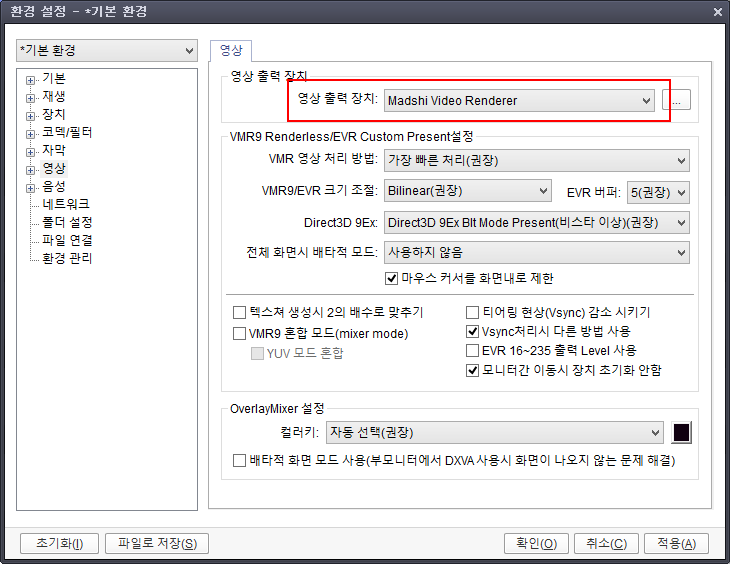 환경 설정 - *기본 환경
*기본 환경
기본
재생
장치
코덱/필터
자막
영상
음성
네트워크
폴더 설정
파일 연결
환경 관리
영상
영상 출력 장치
영상 출력 장치: Madshi Video Renderer ...
VMR9 Renderless/EVR Custom Present설정
VMR 영상 처리 방법: 가장 빠른 처리(권장)
VMR9/EVR 크기 조절: Bilinear(권장) EVR 버퍼: 5(권장)
Direct3D 9Ex: Direct3D 9Ex Blt Mode Present(비스타 이상)(권장)
전체 화면시 배타적 모드: 사용하지 않음
마우스 커서를 화면내로 제한
텍스쳐 생성시 2의 배수로 맞추기
VMR9 혼합 모드(mixer mode)
YUV 모드 혼합
티어링 현상(Vsync) 감소 시키기
Vsync처리시 다른 방법 사용
EVR 16~235 출력 Level 사용
모니터간 이동시 장치 초기화 안함
OverlayMixer 설정
컬러키: 자동 선택(권장)
배타적 화면 모드 사용(부모니터에서 DXVA 사용시 화면이 나오지 않는 문제 해결)
초기화(I) 파일로 저장(S) 확인(O) 취소(C) 적용(A)